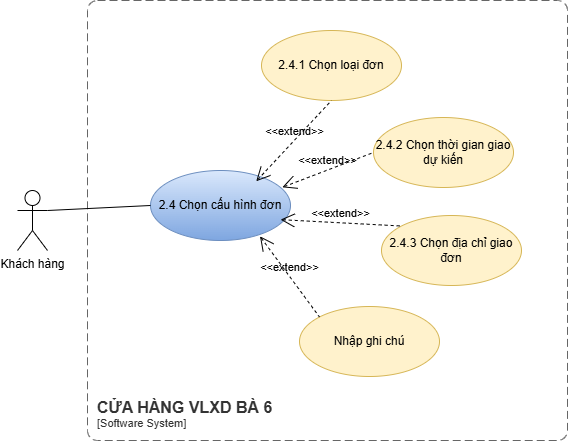 2.4.1 Chọn loại đơn
<<extend>>
2.4.2 Chọn thời gian giao
dự kiến
<<extend>>
2.4 Chọn cấu hình đơn
<<extend>>
2.4.3 Chọn địa chỉ giao
đơn
Khách hàng
<<extend>>
Nhập ghi chú
CỬA HÀNG VLXD BÀ 6
[Software System]